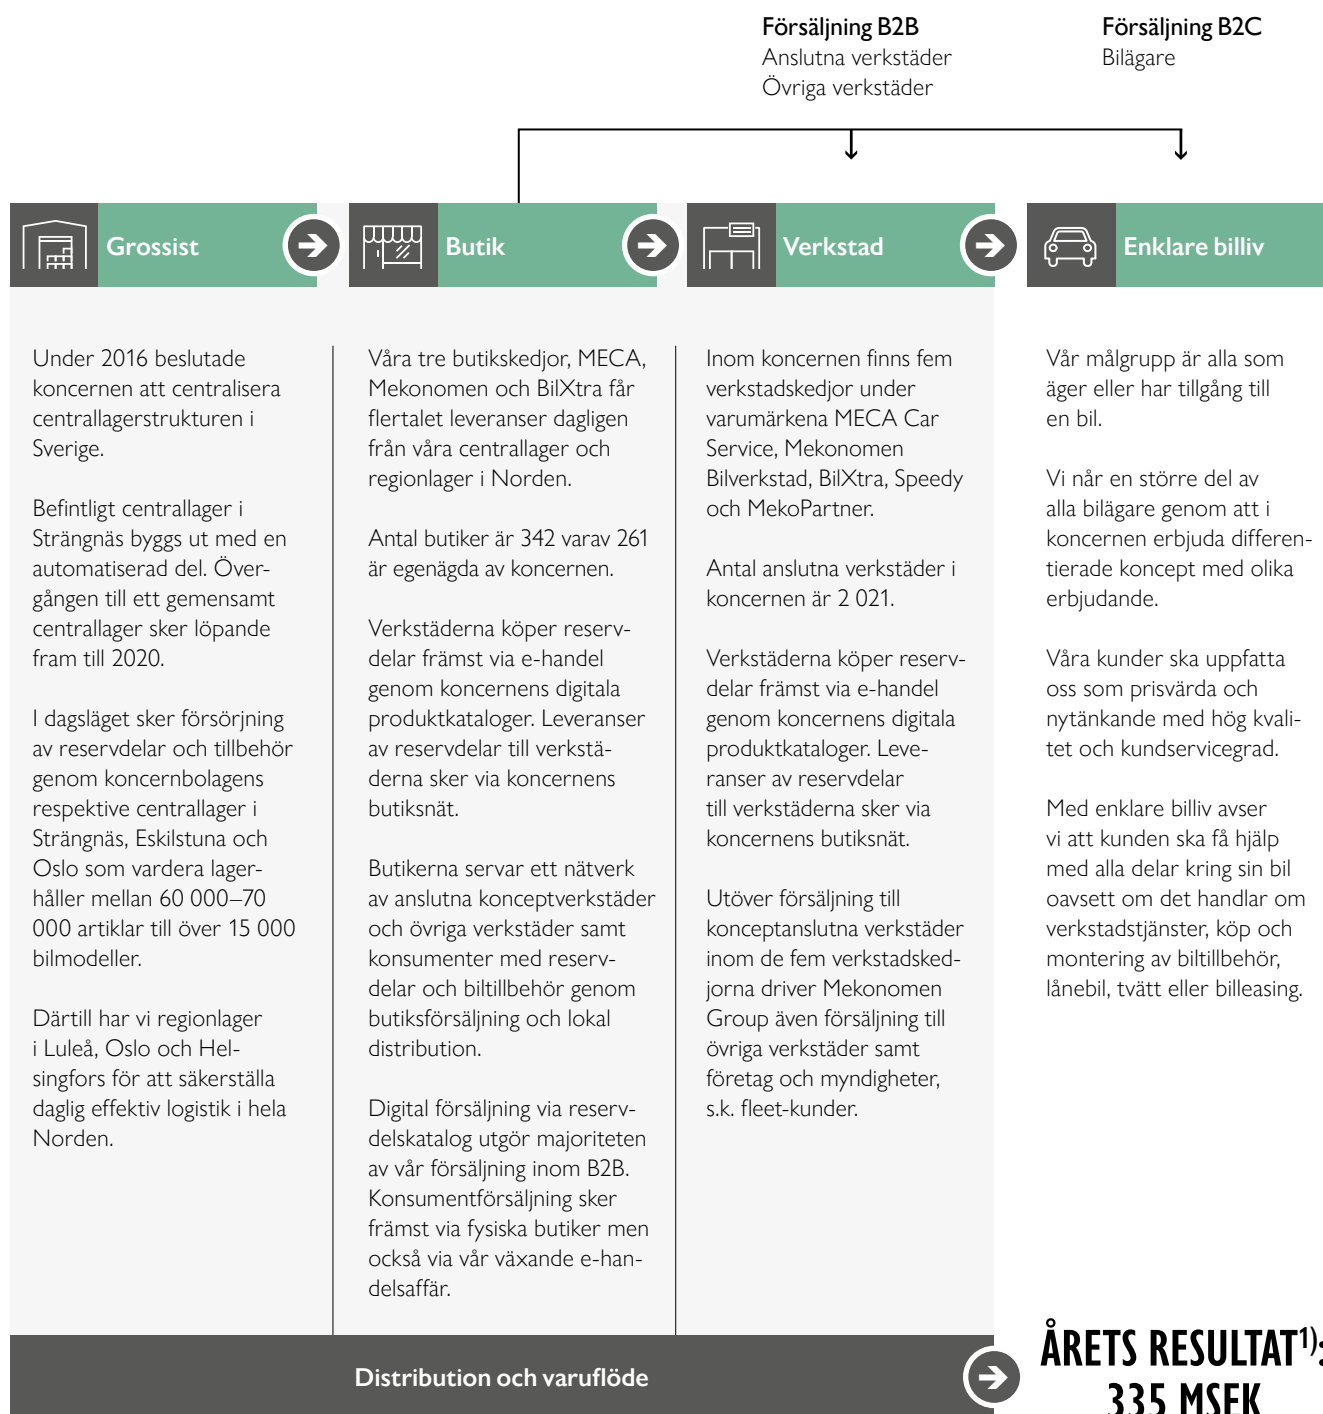 Försäljning B2B
Anslutna verkstäder
Övriga verkstäder
Försäljning B2C
Bilägare
Grossist
Under 2016 beslutade
koncernen att centralisera
centrallagerstrukturen i
Sverige.
Befintligt centrallager i
Strängnäs byggs ut med en
automatiserad del. Över-
gången till ett gemensamt
centrallager sker löpande
fram till 2020.
I dagsläget sker försörjning
av reservdelar och tillbehör
genom koncernbolagens
respektive centrallager i
Strängnäs, Eskilstuna och
Oslo som vardera lager-
håller mellan 60 000–70
000 artiklar till över 15 000
bilmodeller.
Därtill har vi regionlager
i Luleå, Oslo och Hel-
singfors för att säkerställa
daglig effektiv logistik i hela
Norden.
Butik
Våra tre butikskedjor, MECA,
Mekonomen och BilXtra får
flertalet leveranser dagligen
från våra centrallager och
regionlager i Norden.
Antal butiker är 342 varav 261
är egenägda av koncernen.
Verkstäderna köper reserv-
delar främst via e-handel
genom koncernens digitala
produktkataloger. Leveranser
av reservdelar till verkstä-
derna sker via koncernens
butiksnät.
Butikerna servar ett nätverk
av anslutna konceptverkstäder
och övriga verkstäder samt
konsumenter med reserv-
delar och biltillbehör genom
butiksförsäljning och lokal
distribution.
Digital försäljning via reserv-
delskatalog utgör majoriteten
av vår försäljning inom B2B.
Konsumentförsäljning sker
främst via fysiska butiker men
också via vår växande e-han-
delsaffär.
Verkstad
Inom koncernen finns fem
verkstadskedjor under
varumärkena MECA Car
Service, Mekonomen
Bilverkstad, BilXtra, Speedy
och MekoPartner.
Antal anslutna verkstäder i
koncernen är 2 021.
Verkstäderna köper reserv-
delar främst via e-handel
genom koncernens digitala
produktkataloger. Leve-
ranser av reservdelar
till verkstäderna sker via
koncernens butiksnät.
Utöver försäljning till
konceptanslutna verkstäder
inom de fem verkstadsked-
jorna driver Mekonomen
Group även försäljning till
övriga verkstäder samt
företag och myndigheter,
s.k. fleet-kunder.
Enklare billiv
Vår målgrupp är alla som
äger eller har tillgång till
en bil.
Vi når en större del av
alla bilägare genom att i
koncernen erbjuda differen-
tierade koncept med olika
erbjudande.
Våra kunder ska uppfatta
oss som prisvärda och
nytänkande med hög kvali-
tet och kundservicegrad.
Med enklare billiv avser
vi att kunden ska få hjälp
med alla delar kring sin bil
oavsett om det handlar om
verkstadstjänster, köp och
montering av biltillbehör,
lånebil, tvätt eller billeasing.
Distribution och varuflöde
ÅRETS RESULTAT1):
335 MSEK